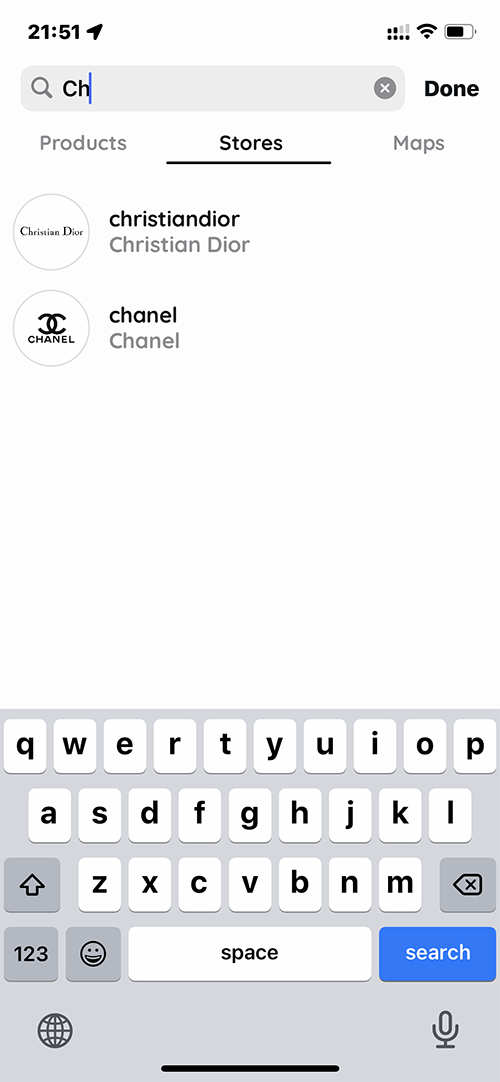 21:51
Ch
Done
Products Stores Maps
christiandior
Christian Dior
Christian Dior
chanel
CHANEL
Chanel
q w e r t y u i o p
a s d f g h j k l
z x c v b n m
123 space search